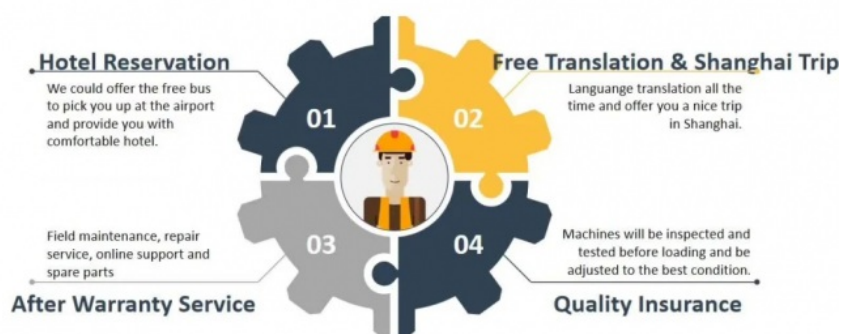 Hotel Reservation
We could offer the free bus
to pick you up at the airport
and provide you with
comfortable hotel.
01
Free Translation & Shanghai Trip
Languange translation all the
time and offer you a nice trip
in Shanghai.
02
Field maintenance, repair
service, online support and
spare parts
After Warranty Service
03
Machines will be inspected and
tested before loading and be
adjusted to the best condition.
Quality Insurance
04